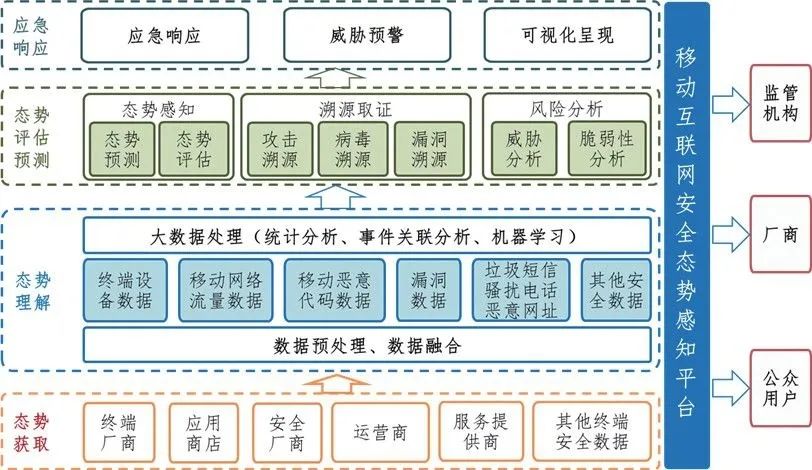 应急
响应
应急响应
威胁预警
可视化呈现
态势
评估
预测
态势感知
态势
预测
态势
评估
溯源取证
攻击
溯源
病毒
溯源
漏洞
溯源
风险分析
威胁
分析
脆弱性
分析
态势
理解
大数据处理（统计分析、事件关联分析、机器学习）
终端设
备数据
移动网络
流量数据
移动恶意
代码数据
漏洞
数据
垃圾短信
骚扰电话
恶意网址
其他安
全数据
数据预处理、数据融合
态势
获取
终端
厂商
应用
商店
安全
厂商
运营商
服务提
供商
其他终端
安全数据
移动互联网安全态势感知平台
监管
机构
厂商
公众
用户